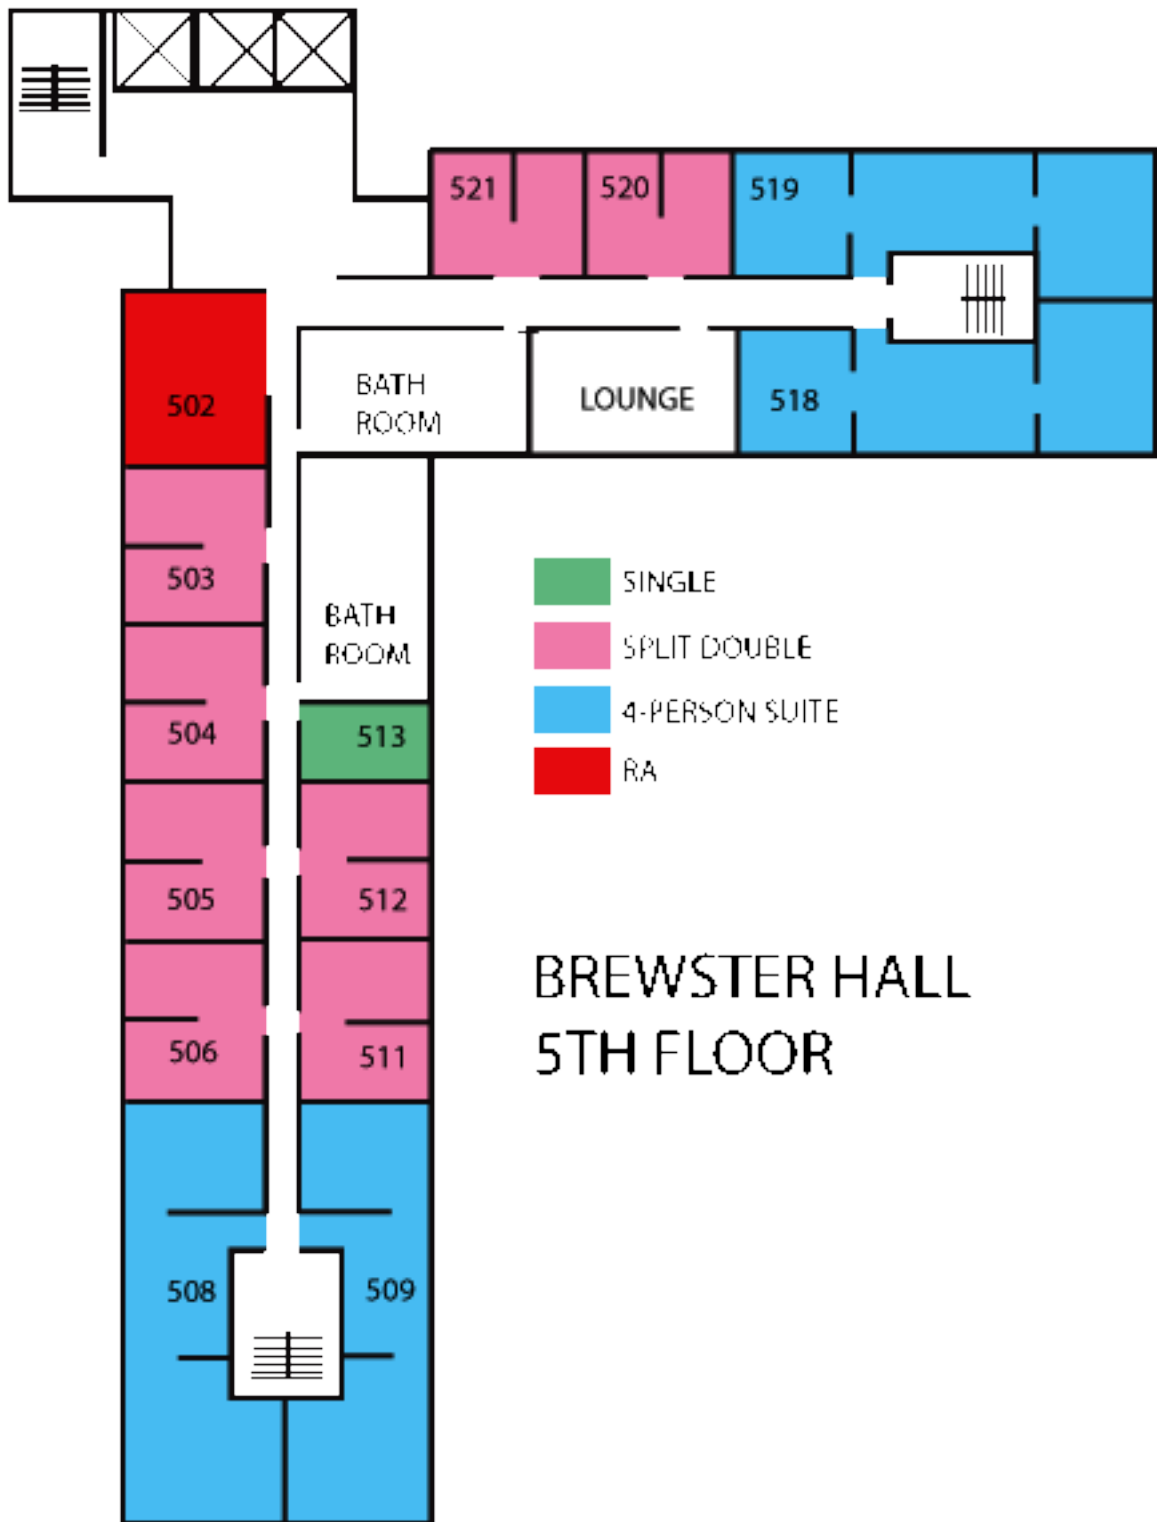 521
520
519
502
BATH
ROOM
LOUNGE
518
503
SINGLE
BATH
ROOM
SPLIT DOUBLE
504
513
4-PERSON SUITE
RA
505
512
BREWSTER HALL
5TH FLOOR
506
511
508
509